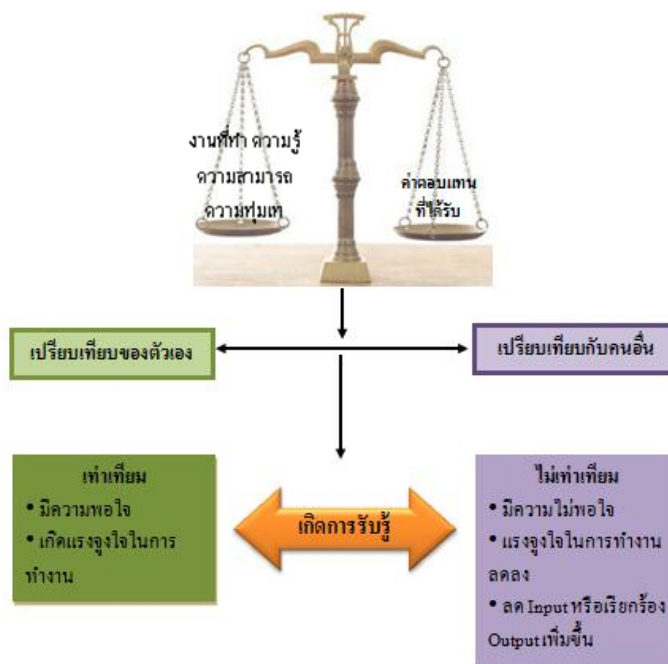 งานที่ทำ ความรู้
ความสามารถ
ความทุ่มเท
ค่าตอบแทน
ที่ได้รับ
เปรียบเทียบของตัวเอง
เปรียบเทียบกับคนอื่น
เท่าเทียม
• มีความพอใจ
• เกิดแรงจูงใจในการ
ทำงาน
เกิดการรับรู้
ไม่เท่าเทียม
• มีความไม่พอใจ
• แรงจูงใจในการทำงาน
ลดลง
• ลด Input หรือเรียกร้อง
Output เพิ่มขึ้น